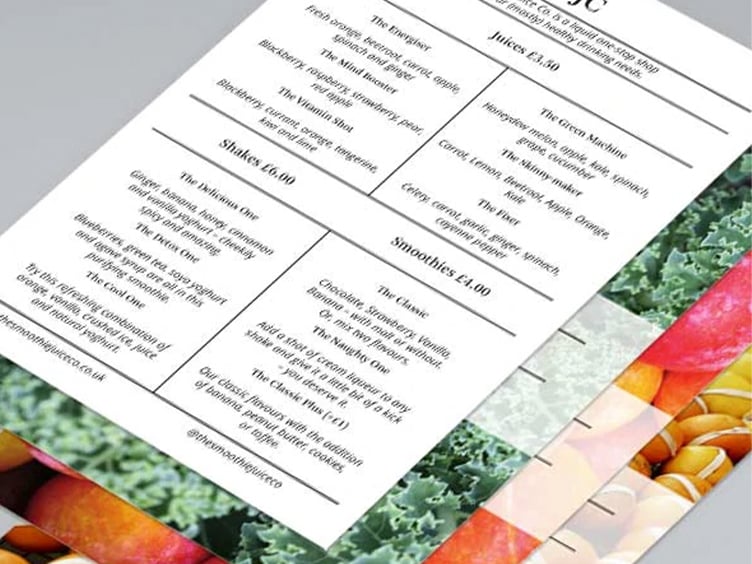 JC
Co. is a liquid one-stop shop
(mostly) healthy drinking needs.
Juices £3.50
The Energiser
Fresh orange, beetroot, carrot, apple,
spinach and ginger
The Mind Booster
Blackberry, raspberry, strawberry, pear,
red apple
The Vitamin Shot
Blackberry, currant, orange, tangerine,
kiwi and lime
The Green Machine
Honeydew melon, apple, kale, spinach,
grape, cucumber
The Skinny maker
Carrot, Lemon, Beetroot, Apple, Orange,
Kale
The Fixer
Celery, carrot, garlic, ginger, spinach,
cayenne pepper
Shakes £6.00
The Delicious One
Ginger, banana, honey, cinnamon
and vanilla yoghurt - cheekily
spicy and amazing.
The Detox One
Blueberries, green tea, soya yoghurt
and agave syrup are all in this
purifying smoothie.
The Cool One
Try this refreshing combination of
orange, vanilla, crushed ice, juice
and natural yoghurt.
Smoothies £4.00
The Classic
Chocolate, Strawberry, Vanilla,
Banana - with malt or without.
Or, mix two flavours.
The Naughty One
Add a shot of cream liqueur to any
shake and give it a little bit of a kick
- you deserve it.
The Classic Plus (+£1)
Our classic flavours with the addition
of banana, peanut butter, cookies,
or toffee.
thesmoothiejuiceco.co.uk
@thesmoothiejuiceco